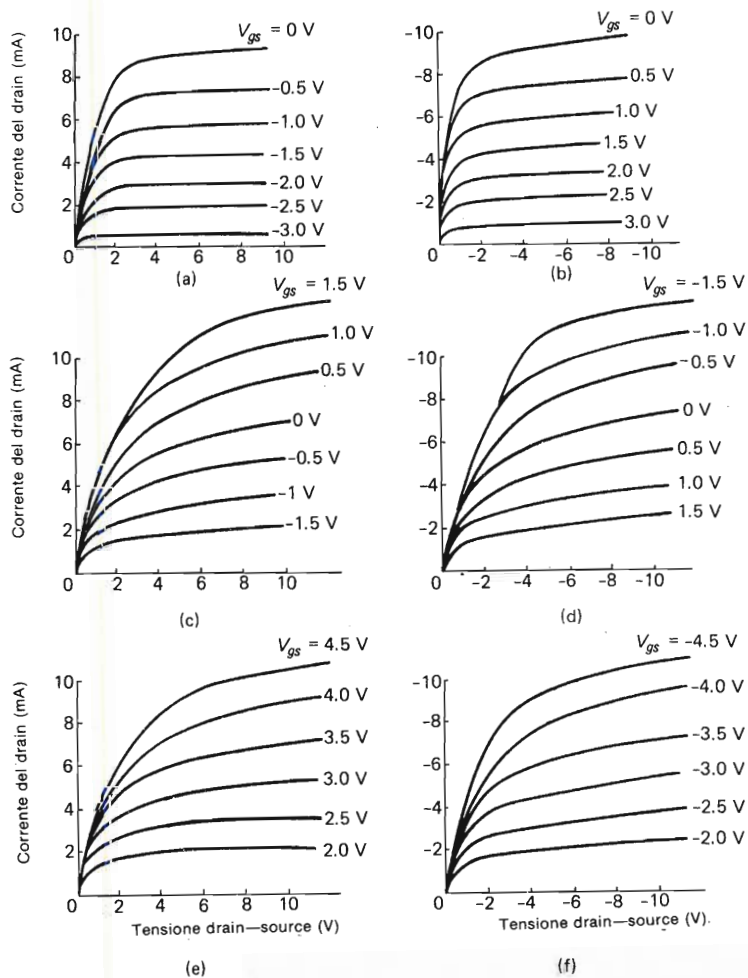 Corrente del drain (mA)
V_gs = 0 V
10
8
6
4
2
0
-0.5 V
-1.0 V
-1.5 V
-2.0 V
-2.5 V
-3.0 V
2 4 6 8 10
(a)
V_gs = 0 V
-10
-8
-6
-4
-2
0
0.5 V
1.0 V
1.5 V
2.0 V
2.5 V
3.0 V
-2 -4 -6 -8 -10
(b)
Corrente del drain (mA)
V_gs = 1.5 V
10
8
6
4
2
0
1.0 V
0.5 V
0 V
-0.5 V
-1 V
-1.5 V
2 4 6 8 10
(c)
V_gs = -1.5 V
-10
-8
-6
-4
-2
0
-1.0 V
-0.5 V
0 V
0.5 V
1.0 V
1.5 V
-2 -4 -6 -8 -10
(d)
Corrente del drain (mA)
V_gs = 4.5 V
10
8
6
4
2
0
4.0 V
3.5 V
3.0 V
2.5 V
2.0 V
2 4 6 8 10
Tensione drain—source (V)
(e)
V_gs = -4.5 V
-10
-8
-6
-4
-2
0
-4.0 V
-3.5 V
-3.0 V
-2.5 V
-2.0 V
-2 -4 -6 -8 -10
Tensione drain—source (V).
(f)